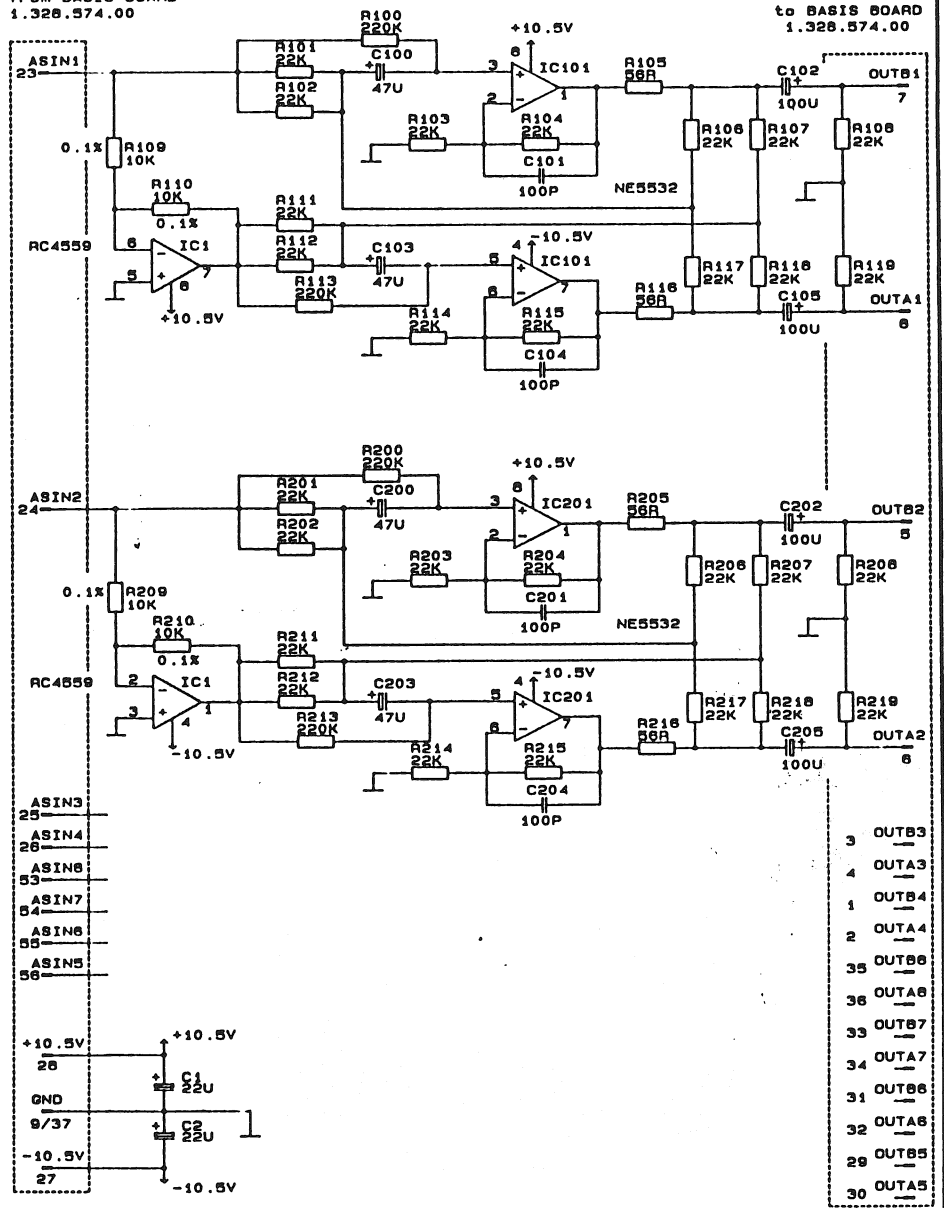 from BASIS BOARD
1.328.574.00
to BASIS BOARD
1.328.574.00
R100
220K
+10.5V
ASIN1
23
R101
22K
C100
47U
R102
22K
3
8
IC101
1
2
R105
56R
C102
100U
OUTB1
7
R103
22K
R104
22K
C101
100P
R106
22K
R107
22K
R108
22K
0.1%
R109
10K
R110
10K
0.1%
NE5532
R111
22K
RC4559
6
IC1
7
5
8
+10.5V
R112
22K
C103
47U
R113
220K
4
-10.5V
5
IC101
7
6
R117
22K
R118
22K
R119
22K
R116
56R
C105
100U
OUTA1
6
R114
22K
R115
22K
C104
100P
R200
220K
+10.5V
ASIN2
24
R201
22K
C200
47U
R202
22K
3
8
IC201
1
2
R205
56R
C202
100U
OUTB2
5
R203
22K
R204
22K
C201
100P
R206
22K
R207
22K
R208
22K
0.1%
R209
10K
R210
10K
0.1%
NE5532
R211
22K
RC4559
2
IC1
1
3
4
-10.5V
R212
22K
C203
47U
R213
220K
4
-10.5V
5
IC201
7
6
R217
22K
R218
22K
R219
22K
R216
56R
C205
100U
OUTA2
6
R214
22K
R215
22K
C204
100P
ASIN3
25
ASIN4
26
ASIN8
53
ASIN7
54
ASIN6
55
ASIN5
56
3 OUTB3
4 OUTA3
1 OUTB4
2 OUTA4
35 OUTB8
36 OUTA8
33 OUTB7
34 OUTA7
31 OUTB6
32 OUTA6
29 OUTB5
30 OUTA5
+10.5V
28
GND
9/37
-10.5V
27
+10.5V
C1
22U
C2
22U
-10.5V